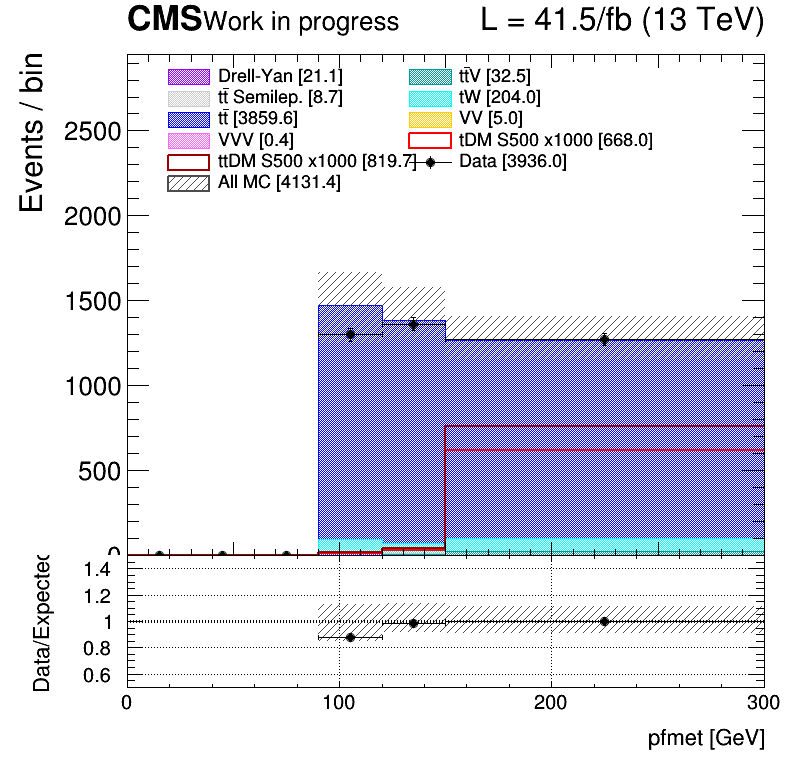 CMS Work in progress L = 41.5/fb (13 TeV)
Events / bin
Drell-Yan [21.1] tt̄V [32.5]
tt̄ Semilep. [8.7] tW [204.0]
tt̄ [3859.6] VV [5.0]
VVV [0.4] tDM S500 x1000 [668.0]
ttDM S500 x1000 [819.7] Data [3936.0]
All MC [4131.4]
2500
2000
1500
1000
500
0
Data/Expected
1.4
1.2
1
0.8
0.6
0 100 200 300
pfmet [GeV]